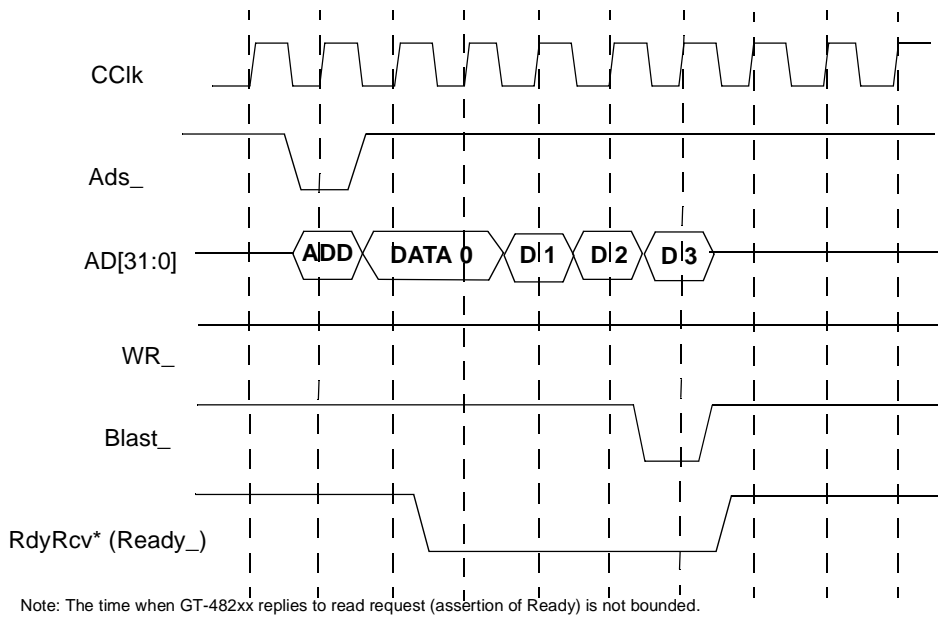 CClk
Ads_
AD[31:0] ADD DATA 0 D 1 D 2 D 3
WR_
Blast_
RdyRcv* (Ready_)
Note: The time when GT-482xx replies to read request (assertion of Ready) is not bounded.